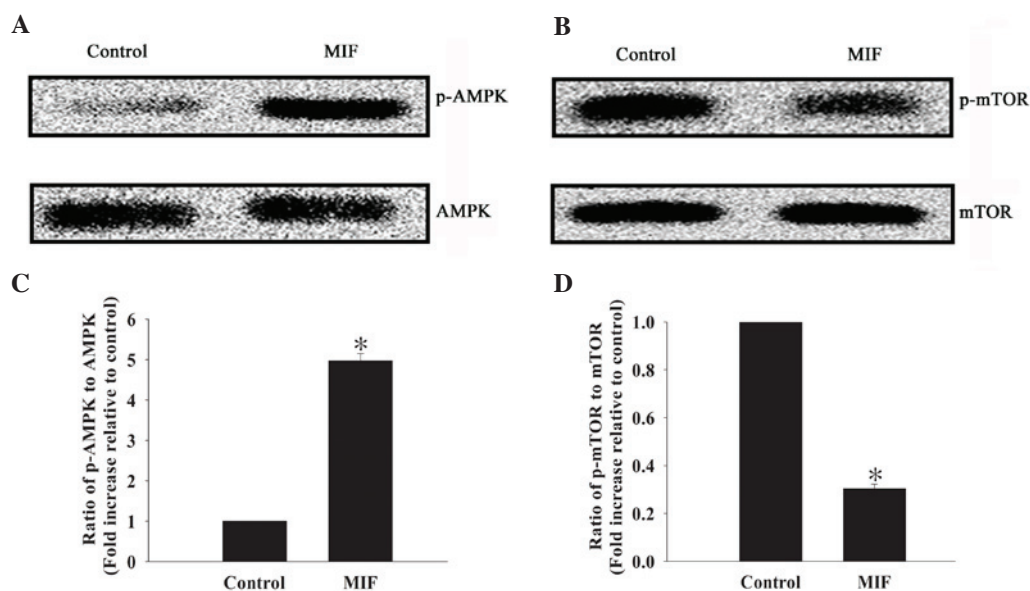 A
Control MIF
p-AMPK
AMPK
B
Control MIF
p-mTOR
mTOR
C
Ratio of p-AMPK to AMPK
(Fold increase relative to control)
6
5
4
3
2
1
0
*
Control MIF
D
Ratio of p-mTOR to mTOR
(Fold increase relative to control)
1.0
0.8
0.6
0.4
0.2
0.0
*
Control MIF